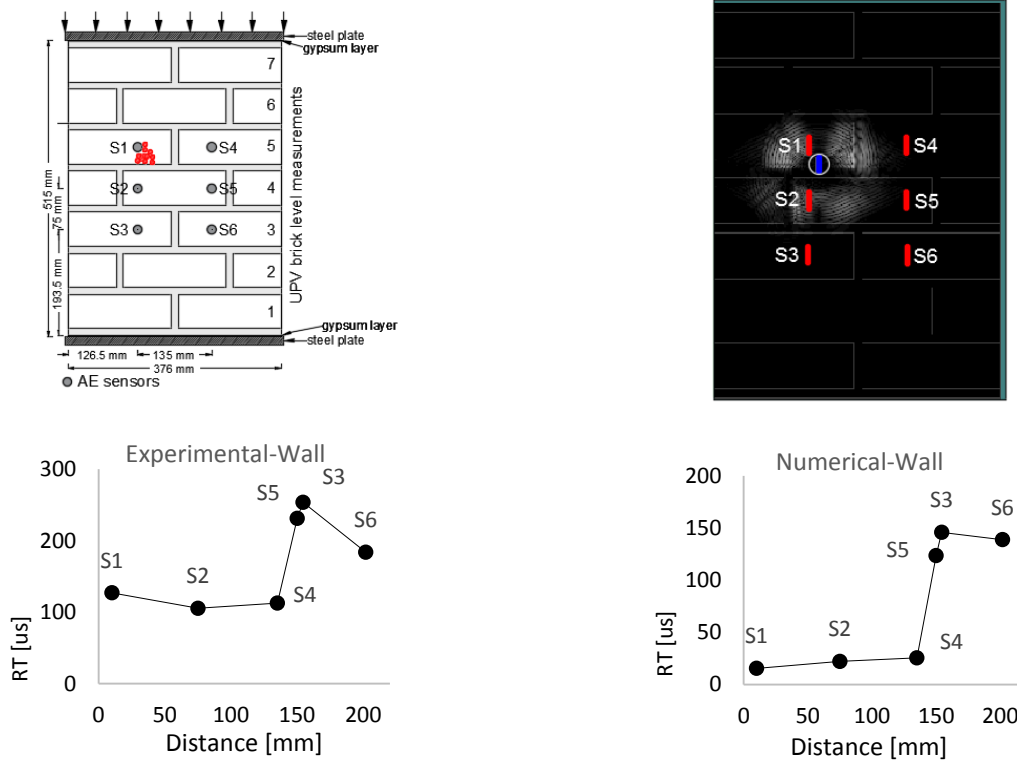 steel plate
gypsum layer
7
6
S1 S4 5
S2 S5 4
S3 S6 3
2
1
UPV brick level measurements
515 mm
75 mm
193.5 mm
gypsum layer
steel plate
126.5 mm 135 mm
376 mm
AE sensors
S1 S4
S2 S5
S3 S6
Experimental-Wall
RT [us]
300
200
100
0
S1
S2
S4
S5
S3
S6
0 50 100 150 200
Distance [mm]
Numerical-Wall
RT [us]
200
150
100
50
0
S1
S2
S4
S5
S3
S6
0 50 100 150 200
Distance [mm]